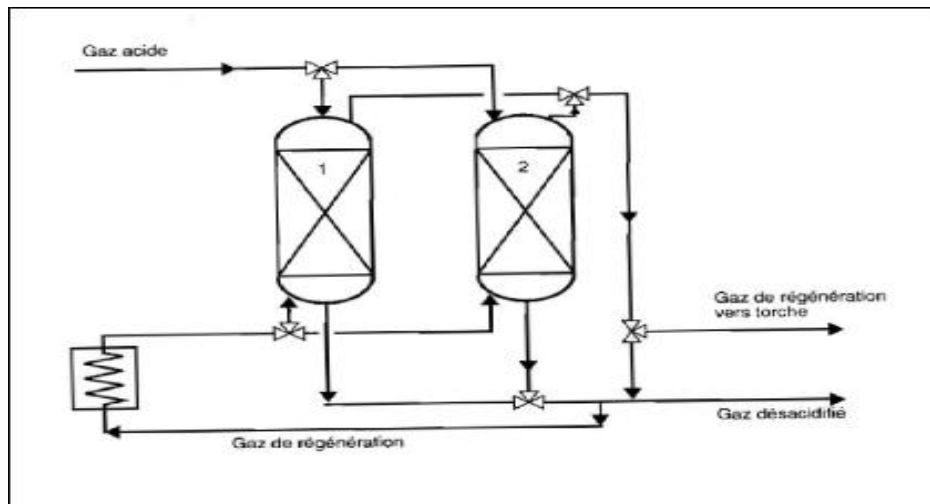 Gaz acide
1
2
Gaz de régénération
vers torche
Gaz désacidifié
Gaz de régénération